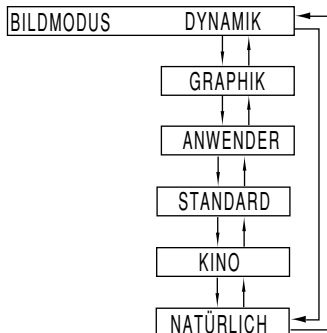 BILDMODUS DYNAMIK
GRAPHIK
ANWENDER
STANDARD
KINO
NATÜRLICH